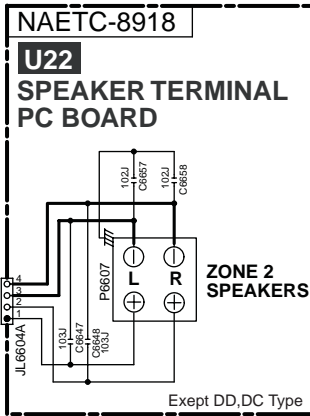 NAETC-8918
U22
SPEAKER TERMINAL
PC BOARD
102J
C6657
102J
C6658
P6607
L R
ZONE 2
SPEAKERS
4
3
2
1
JL6604A
103J
C6647
C6648
103J
Exept DD,DC Type